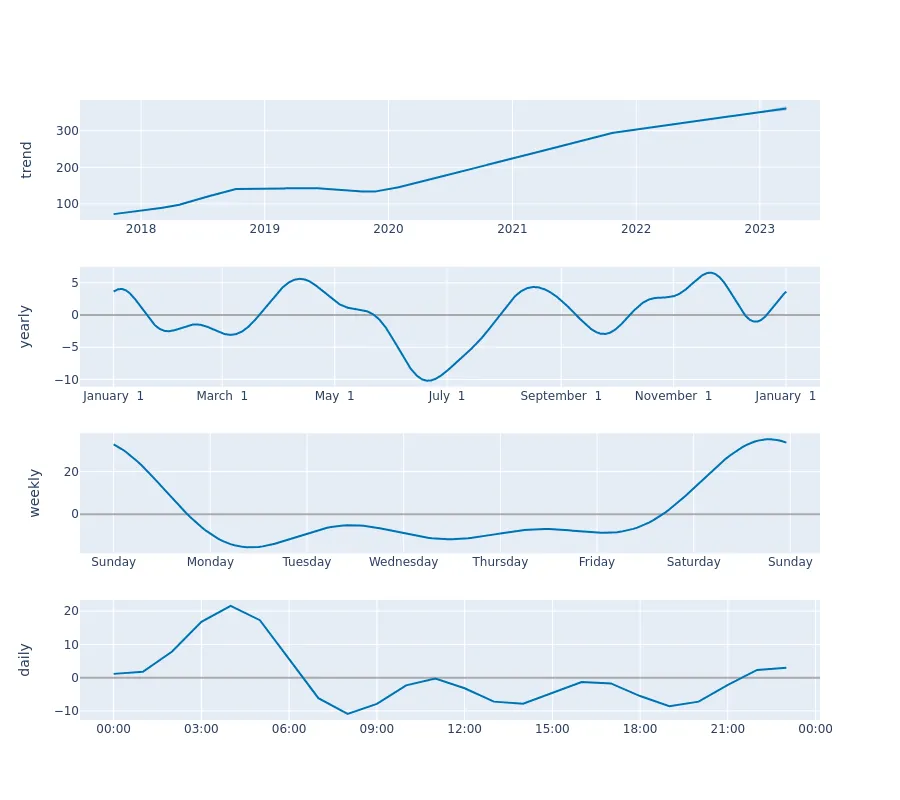 trend
300
200
100
2018 2019 2020 2021 2022 2023
yearly
5
0
−5
−10
January 1 March 1 May 1 July 1 September 1 November 1 January 1
weekly
20
0
Sunday Monday Tuesday Wednesday Thursday Friday Saturday Sunday
daily
20
10
0
−10
00:00 03:00 06:00 09:00 12:00 15:00 18:00 21:00 00:00